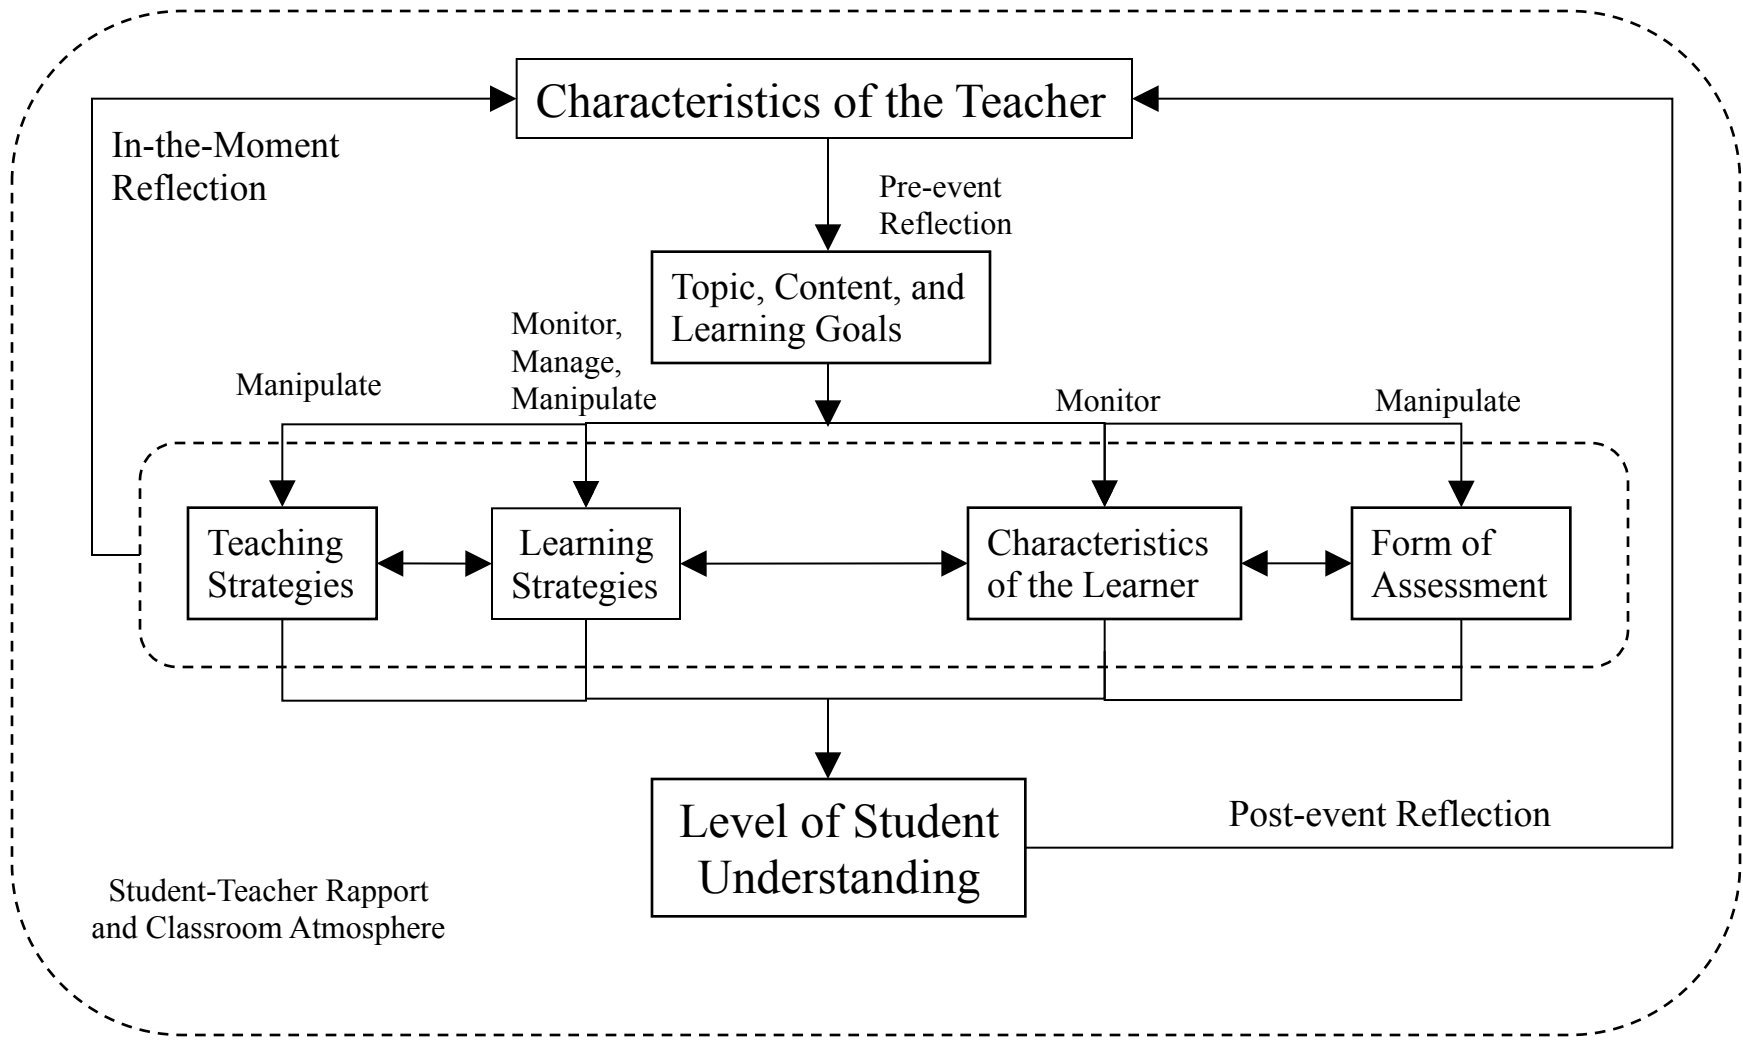 Characteristics of the Teacher
In-the-Moment
Reflection
Pre-event
Reflection
Topic, Content, and
Learning Goals
Monitor,
Manage,
Manipulate
Manipulate
Monitor
Manipulate
Teaching
Strategies
Learning
Strategies
Characteristics
of the Learner
Form of
Assessment
Level of Student
Understanding
Post-event Reflection
Student-Teacher Rapport
and Classroom Atmosphere